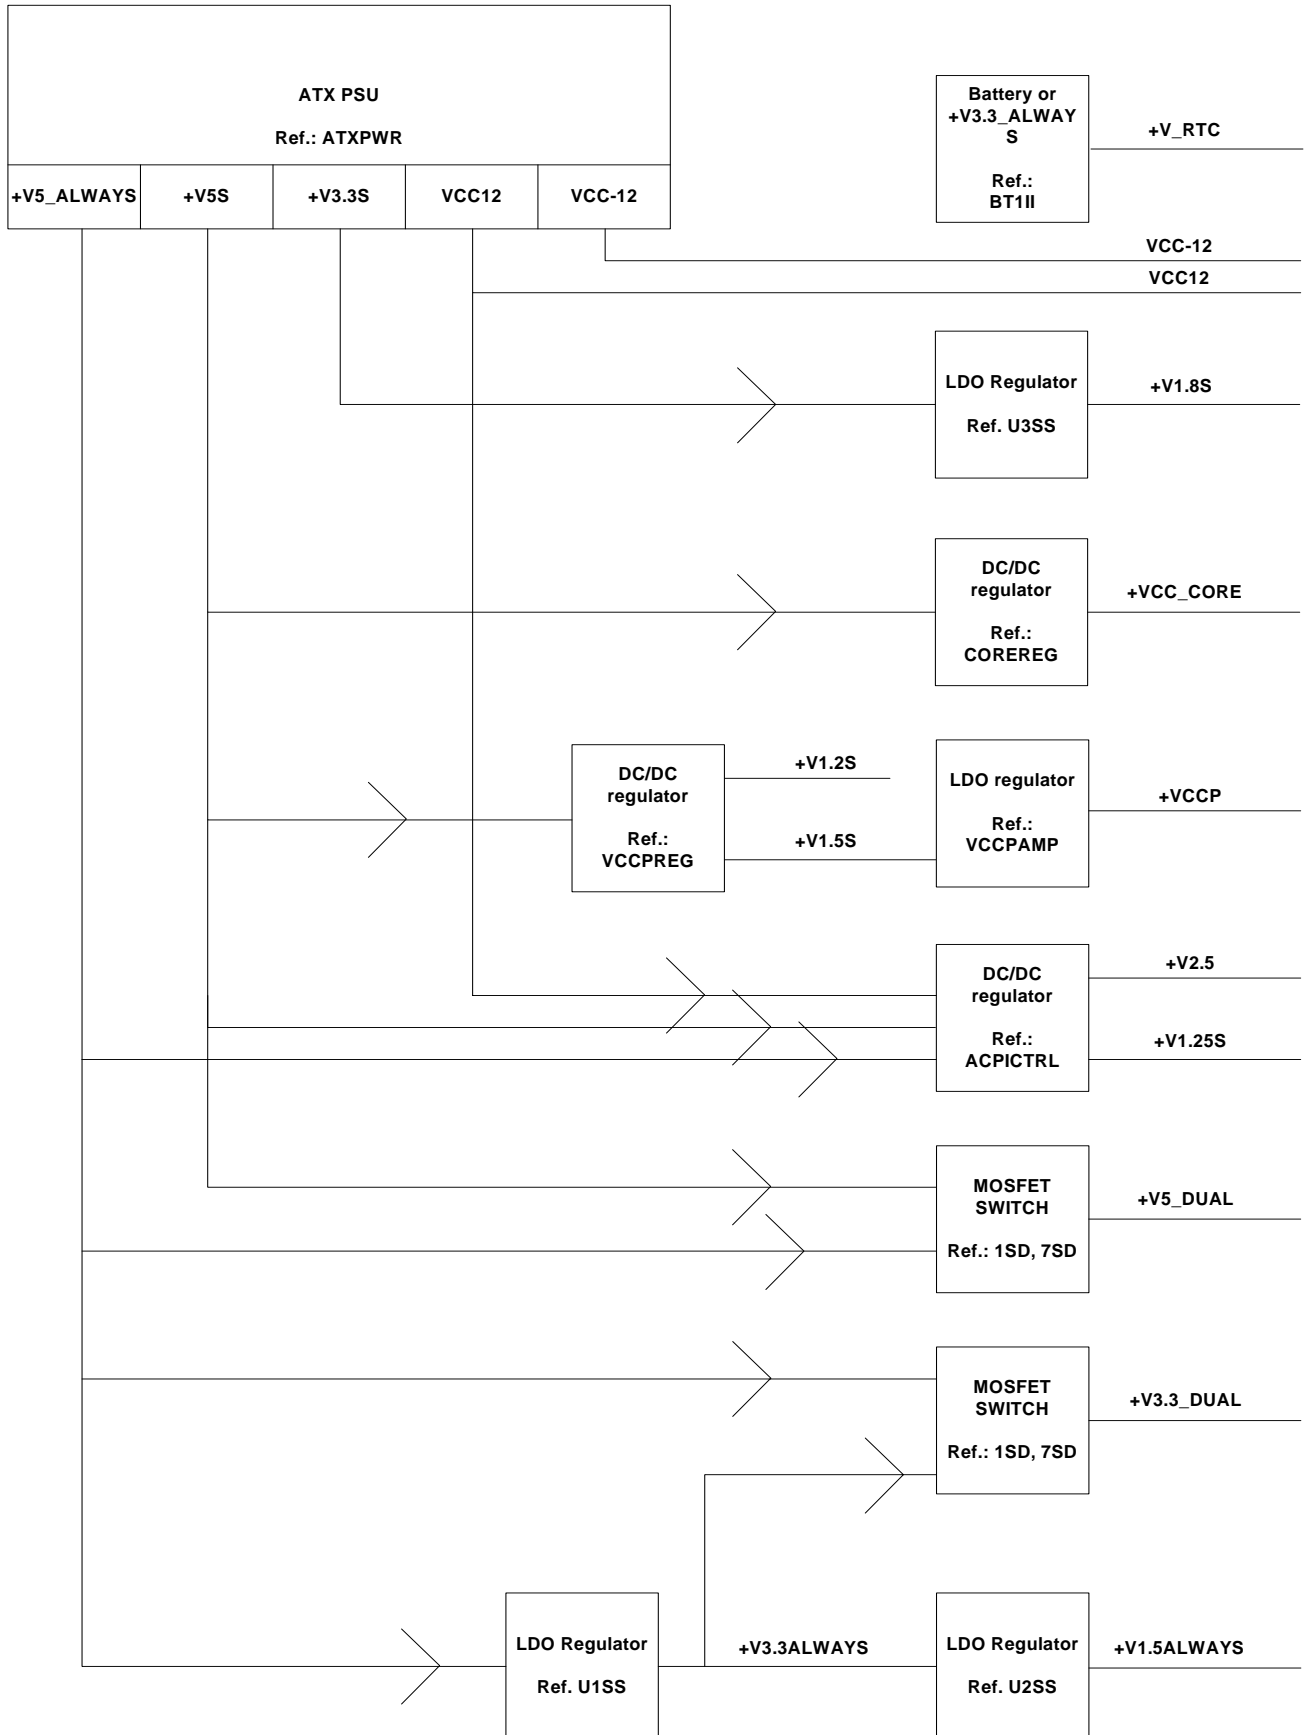 ATX PSU
Ref.: ATXPWR
+V5_ALWAYS
+V5S
+V3.3S
VCC12
VCC-12
Battery or
+V3.3_ALWAY
S
Ref.:
BT1II
+V_RTC
VCC-12
VCC12
LDO Regulator
Ref. U3SS
+V1.8S
DC/DC
regulator
Ref.:
COREREG
+VCC_CORE
DC/DC
regulator
Ref.:
VCCPREG
+V1.2S
+V1.5S
LDO regulator
Ref.:
VCCPAMP
+VCCP
DC/DC
regulator
Ref.:
ACPICTRL
+V2.5
+V1.25S
MOSFET
SWITCH
Ref.: 1SD, 7SD
+V5_DUAL
MOSFET
SWITCH
Ref.: 1SD, 7SD
+V3.3_DUAL
LDO Regulator
Ref. U1SS
+V3.3ALWAYS
LDO Regulator
Ref. U2SS
+V1.5ALWAYS